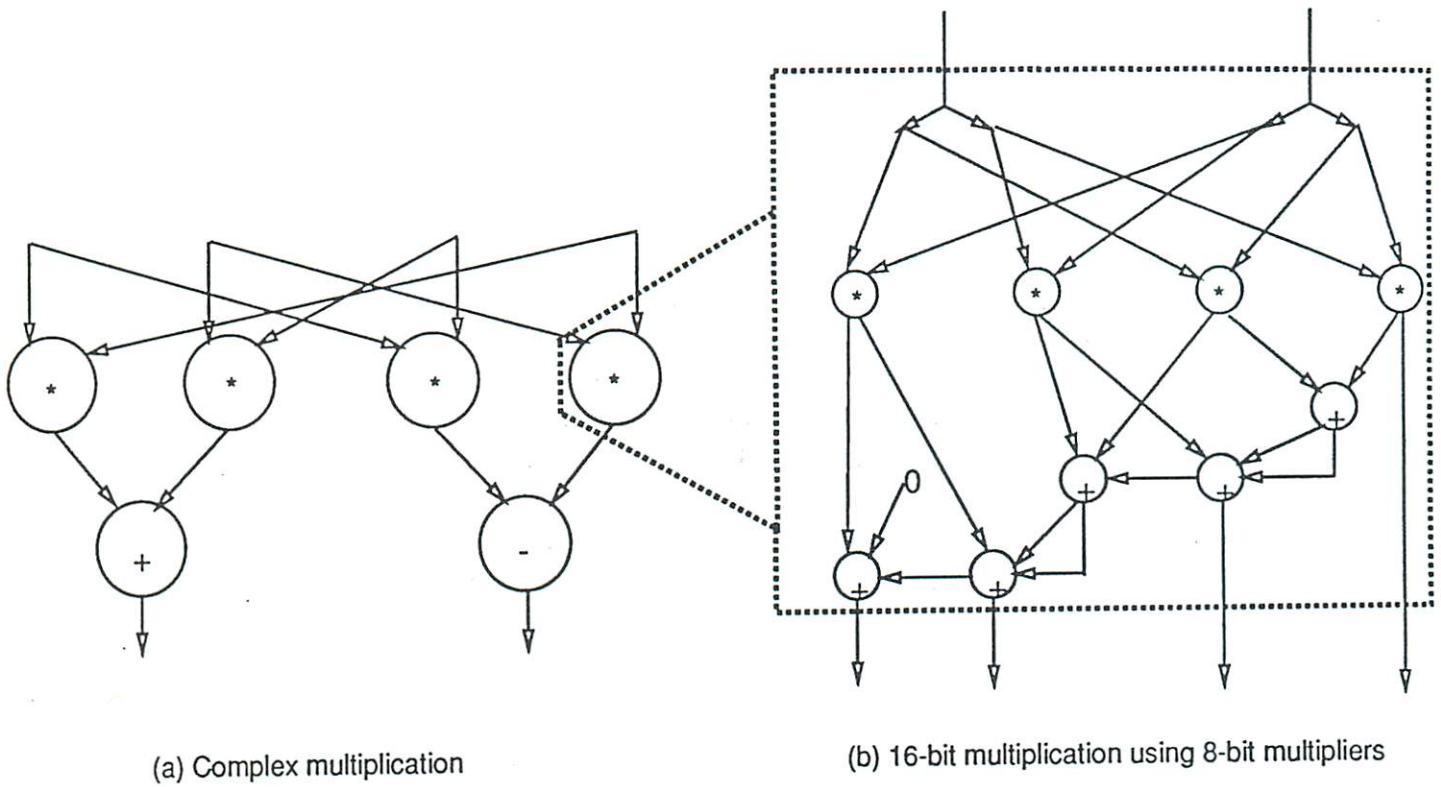 * * * *
* * * *
+
+ + 0
+ -
+ +
(a) Complex multiplication
(b) 16-bit multiplication using 8-bit multipliers